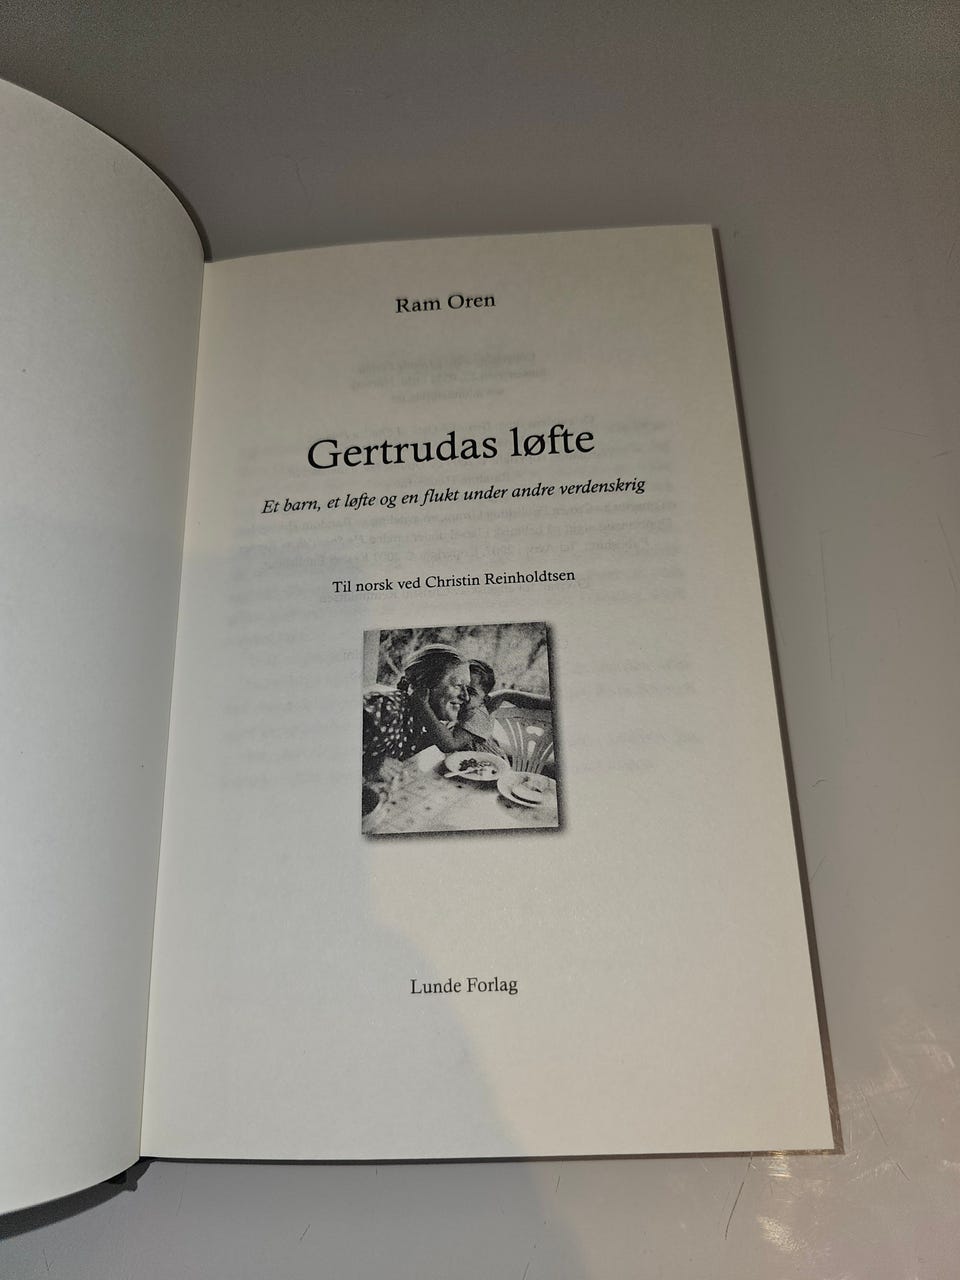 Ram Oren
Gertrudas løfte
Et barn, et løfte og en flukt under andre verdenskrig
Til norsk ved Christin Reinholdtsen
Lunde Forlag